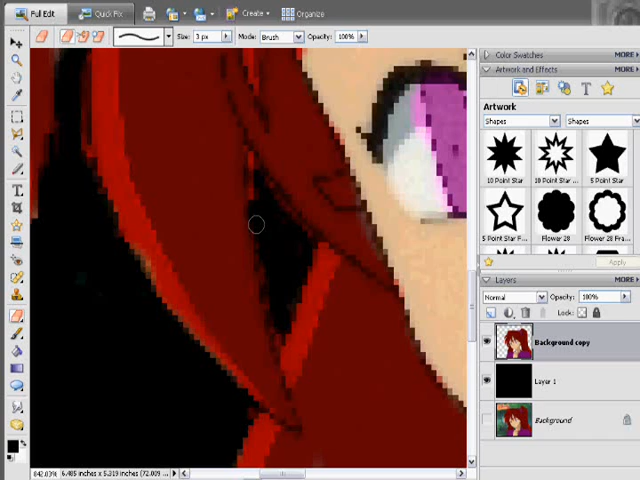 Full Edit
Quick Fix
Create
Organize
Size: 3 px
Mode: Brush
Opacity: 100%
Color Swatches
MORE
Artwork and Effects
MORE
Artwork
Shapes
Shapes
10 Point Star
10 Point Star ...
5 Point Star
5 Point Star F...
Flower 28
Flower 28 Fra...
Apply
Layers
MORE
Normal
Opacity: 100%
Lock:
Background copy
Layer 1
Background
6.485 inches x 5.319 inches (72.009 ...